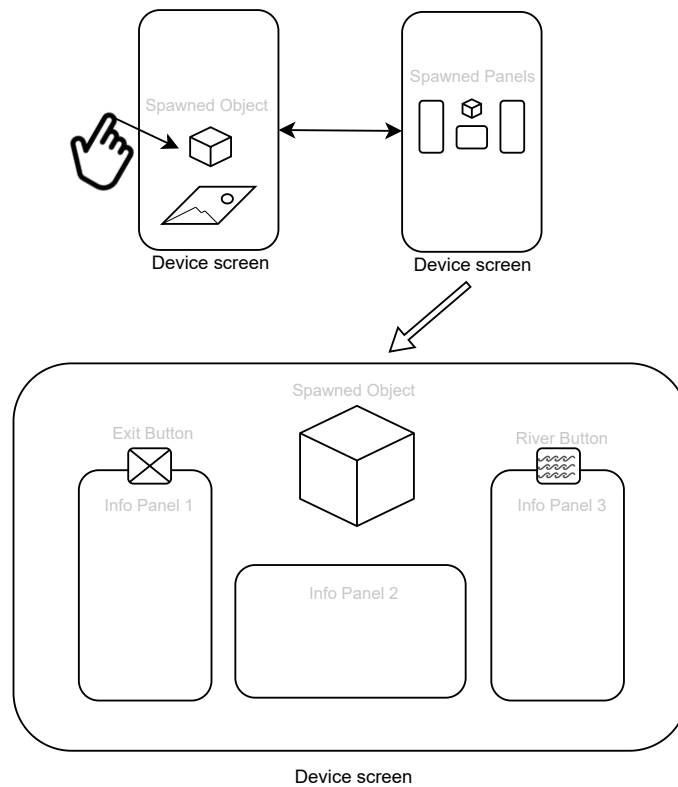 Spawned Object
Spawned Panels
Device screen
Device screen
Spawned Object
Exit Button
River Button
Info Panel 1
Info Panel 3
Info Panel 2
Device screen